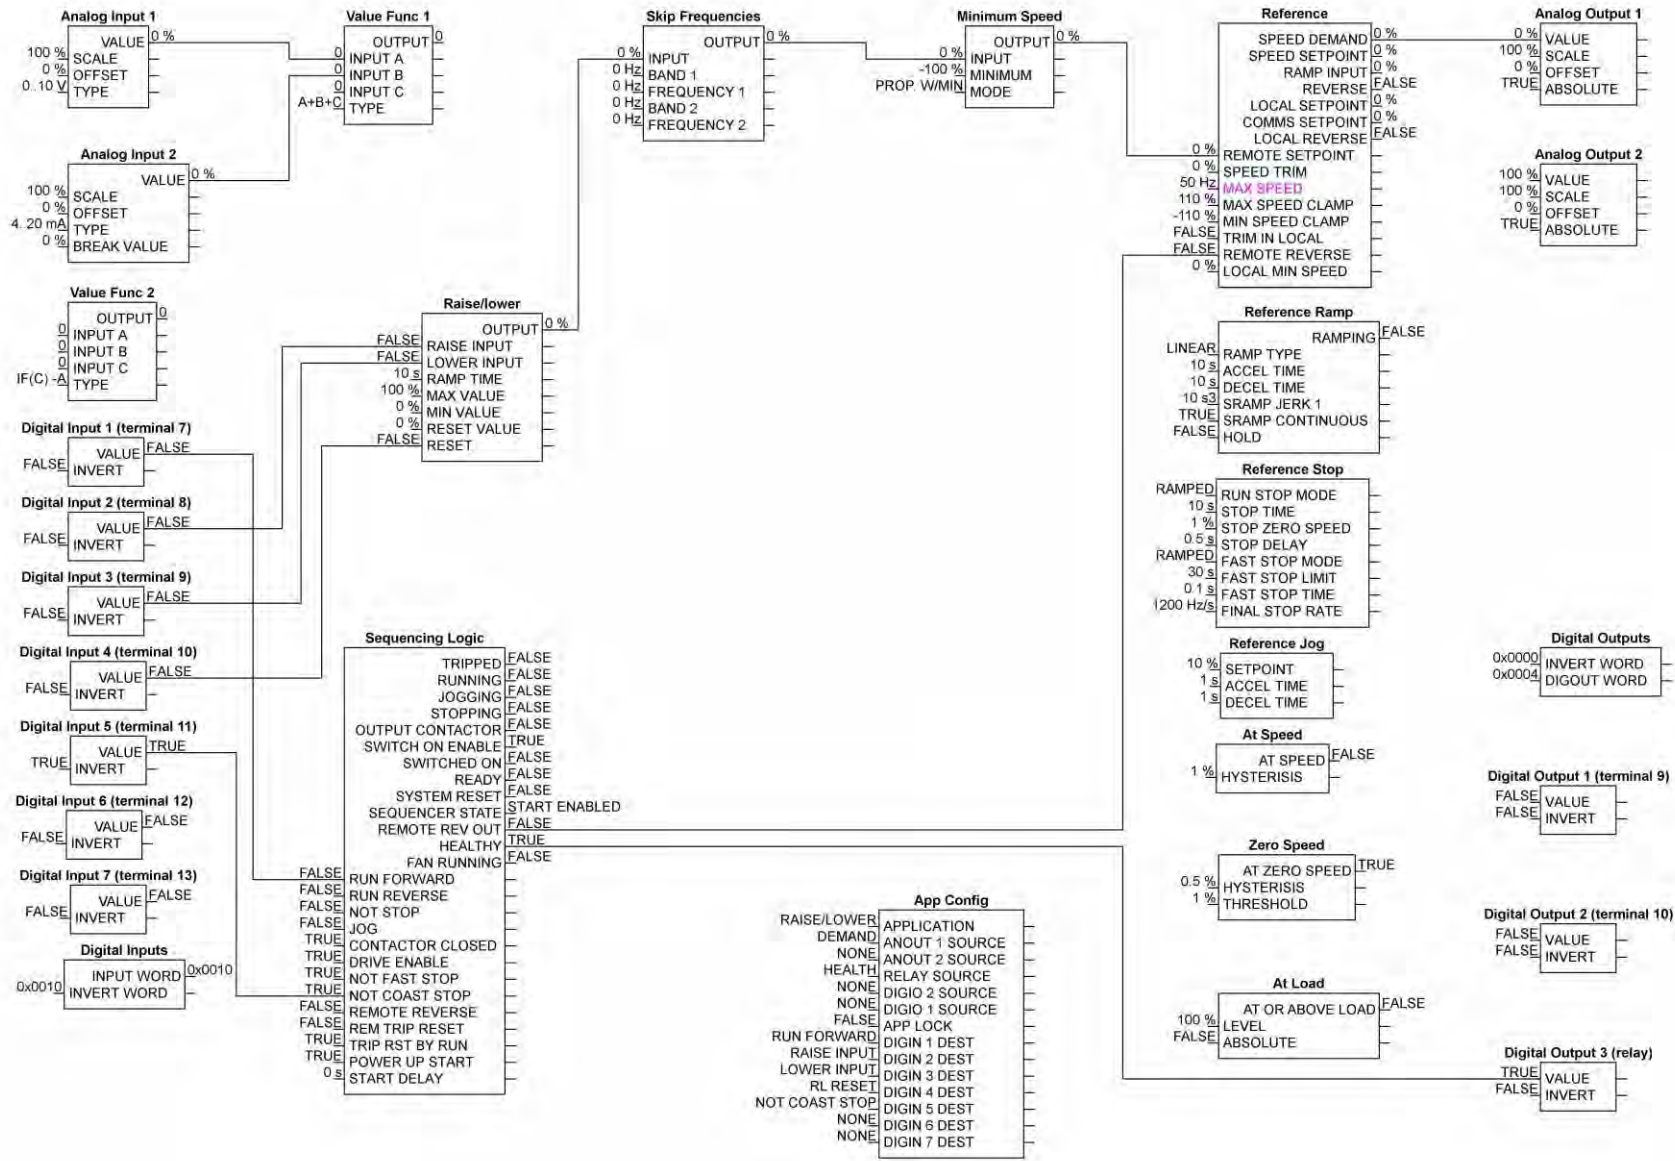 Analog Input 1
VALUE 0 %
100 % SCALE
0 % OFFSET
0. 10 V TYPE
Value Func 1
OUTPUT 0
0 INPUT A
0 INPUT B
0 INPUT C
A+B+C TYPE
Skip Frequencies
OUTPUT 0 %
0 % INPUT
0 Hz BAND 1
0 Hz FREQUENCY 1
0 Hz BAND 2
0 Hz FREQUENCY 2
Minimum Speed
OUTPUT 0 %
0 % INPUT
-100 % MINIMUM
PROP. W/MIN MODE
Reference
SPEED DEMAND 0 %
SPEED SETPOINT 0 %
RAMP INPUT 0 %
REVERSE FALSE
LOCAL SETPOINT 0 %
COMMS SETPOINT 0 %
LOCAL REVERSE FALSE
0 % REMOTE SETPOINT
0 % SPEED TRIM
50 Hz MAX SPEED
110 % MAX SPEED CLAMP
-110 % MIN SPEED CLAMP
FALSE TRIM IN LOCAL
FALSE REMOTE REVERSE
0 % LOCAL MIN SPEED
Analog Output 1
0 % VALUE
100 % SCALE
0 % OFFSET
TRUE ABSOLUTE
Analog Input 2
VALUE 0 %
100 % SCALE
0 % OFFSET
4. 20 mA TYPE
0 % BREAK VALUE
Analog Output 2
100 % VALUE
100 % SCALE
0 % OFFSET
TRUE ABSOLUTE
Value Func 2
OUTPUT 0
0 INPUT A
0 INPUT B
0 INPUT C
IF(C) -A TYPE
Raise/lower
OUTPUT 0 %
FALSE RAISE INPUT
FALSE LOWER INPUT
10 s RAMP TIME
100 % MAX VALUE
0 % MIN VALUE
0 % RESET VALUE
FALSE RESET
Reference Ramp
RAMPING FALSE
LINEAR RAMP TYPE
10 s ACCEL TIME
10 s DECEL TIME
10 s3 SRAMP JERK 1
TRUE SRAMP CONTINUOUS
FALSE HOLD
Digital Input 1 (terminal 7)
VALUE FALSE
FALSE INVERT
Digital Input 2 (terminal 8)
VALUE FALSE
FALSE INVERT
Digital Input 3 (terminal 9)
VALUE FALSE
FALSE INVERT
Digital Input 4 (terminal 10)
VALUE FALSE
FALSE INVERT
Digital Input 5 (terminal 11)
VALUE TRUE
TRUE INVERT
Digital Input 6 (terminal 12)
VALUE FALSE
FALSE INVERT
Digital Input 7 (terminal 13)
VALUE FALSE
FALSE INVERT
Digital Inputs
INPUT WORD 0x0010
0x0010 INVERT WORD
Sequencing Logic
TRIPPED FALSE
RUNNING FALSE
JOGGING FALSE
STOPPING FALSE
OUTPUT CONTACTOR FALSE
SWITCH ON ENABLE TRUE
SWITCHED ON FALSE
READY FALSE
SYSTEM RESET FALSE
SEQUENCER STATE START ENABLED
REMOTE REV OUT FALSE
HEALTHY TRUE
FAN RUNNING FALSE
FALSE RUN FORWARD
FALSE RUN REVERSE
FALSE NOT STOP
FALSE JOG
TRUE CONTACTOR CLOSED
TRUE DRIVE ENABLE
TRUE NOT FAST STOP
TRUE NOT COAST STOP
FALSE REMOTE REVERSE
FALSE REM TRIP RESET
TRUE TRIP RST BY RUN
TRUE POWER UP START
0 s START DELAY
Reference Stop
RAMPED RUN STOP MODE
10 s STOP TIME
1 % STOP ZERO SPEED
0.5 s STOP DELAY
RAMPED FAST STOP MODE
30 s FAST STOP LIMIT
0.1 s FAST STOP TIME
1200 Hz/s FINAL STOP RATE
Reference Jog
10 % SETPOINT
1 s ACCEL TIME
1 s DECEL TIME
At Speed
AT SPEED FALSE
1 % HYSTERISIS
Zero Speed
AT ZERO SPEED TRUE
0.5 % HYSTERISIS
1 % THRESHOLD
At Load
AT OR ABOVE LOAD FALSE
100 % LEVEL
FALSE ABSOLUTE
App Config
RAISE/LOWER APPLICATION
DEMAND ANOUT 1 SOURCE
NONE ANOUT 2 SOURCE
HEALTH RELAY SOURCE
NONE DIGIO 2 SOURCE
NONE DIGIO 1 SOURCE
FALSE APP LOCK
RUN FORWARD DIGIN 1 DEST
RAISE INPUT DIGIN 2 DEST
LOWER INPUT DIGIN 3 DEST
RL RESET DIGIN 4 DEST
NOT COAST STOP DIGIN 5 DEST
NONE DIGIN 6 DEST
NONE DIGIN 7 DEST
Digital Outputs
0x0000 INVERT WORD
0x0004 DIGOUT WORD
Digital Output 1 (terminal 9)
FALSE VALUE
FALSE INVERT
Digital Output 2 (terminal 10)
FALSE VALUE
FALSE INVERT
Digital Output 3 (relay)
TRUE VALUE
FALSE INVERT